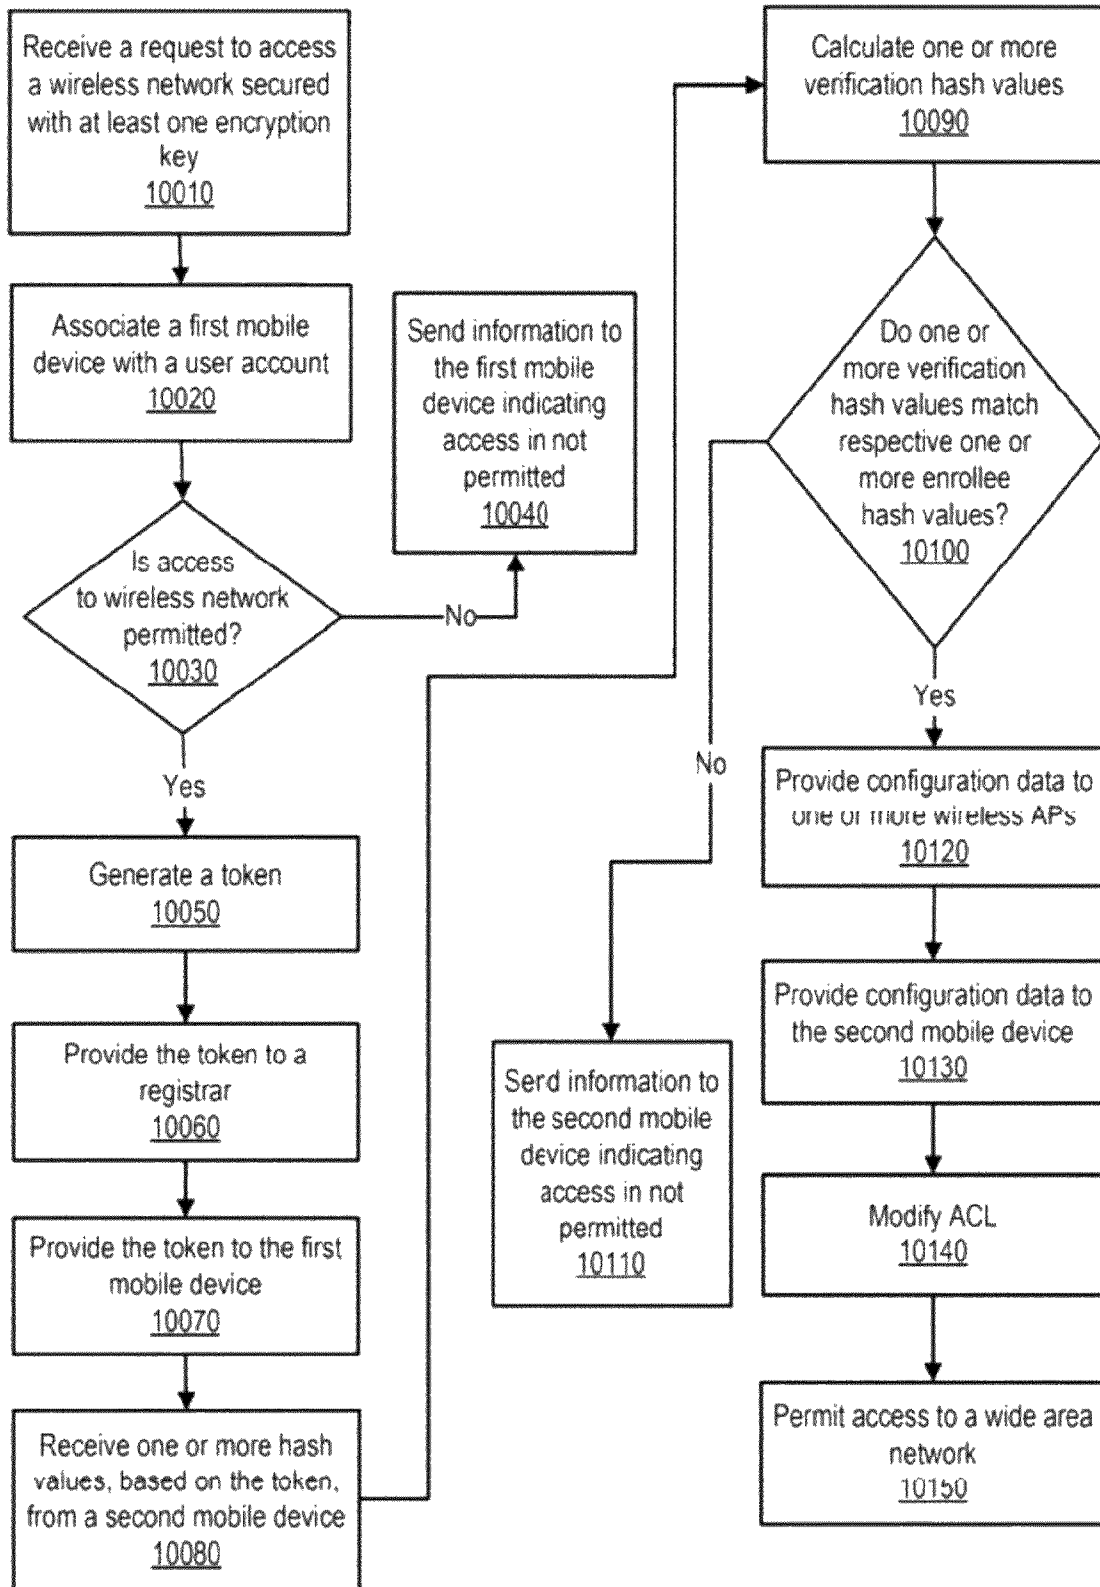 Receive a request to access
a wireless network secured
with at least one encryption
key
10010
Associate a first mobile
device with a user account
10020
Is access
to wireless network
permitted?
10030
No
Send information to
the first mobile
device indicating
access in not
permitted
10040
Yes
Generate a token
10050
Provide the token to a
registrar
10060
Provide the token to the first
mobile device
10070
Receive one or more hash
values, based on the token,
from a second mobile device
10080
Calculate one or more
verification hash values
10090
Do one or
more verification
hash values match
respective one or
more enrollee
hash values?
10100
No
Send information to
the second mobile
device indicating
access in not
permitted
10110
Yes
Provide configuration data to
one or more wireless APs
10120
Provide configuration data to
the second mobile device
10130
Modify ACL
10140
Permit access to a wide area
network
10150